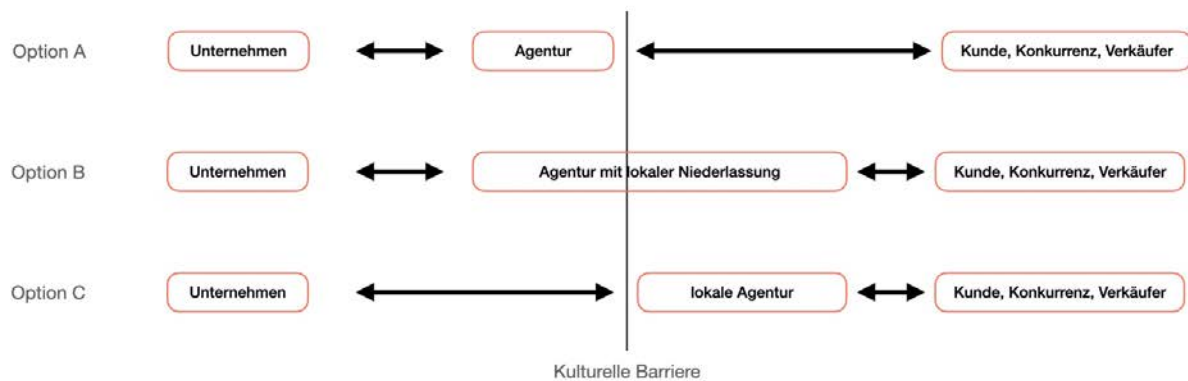 Option A Unternehmen Agentur Kunde, Konkurrenz, Verkäufer
Option B Unternehmen Agentur mit lokaler Niederlassung Kunde, Konkurrenz, Verkäufer
Option C Unternehmen lokale Agentur Kunde, Konkurrenz, Verkäufer
Kulturelle Barriere